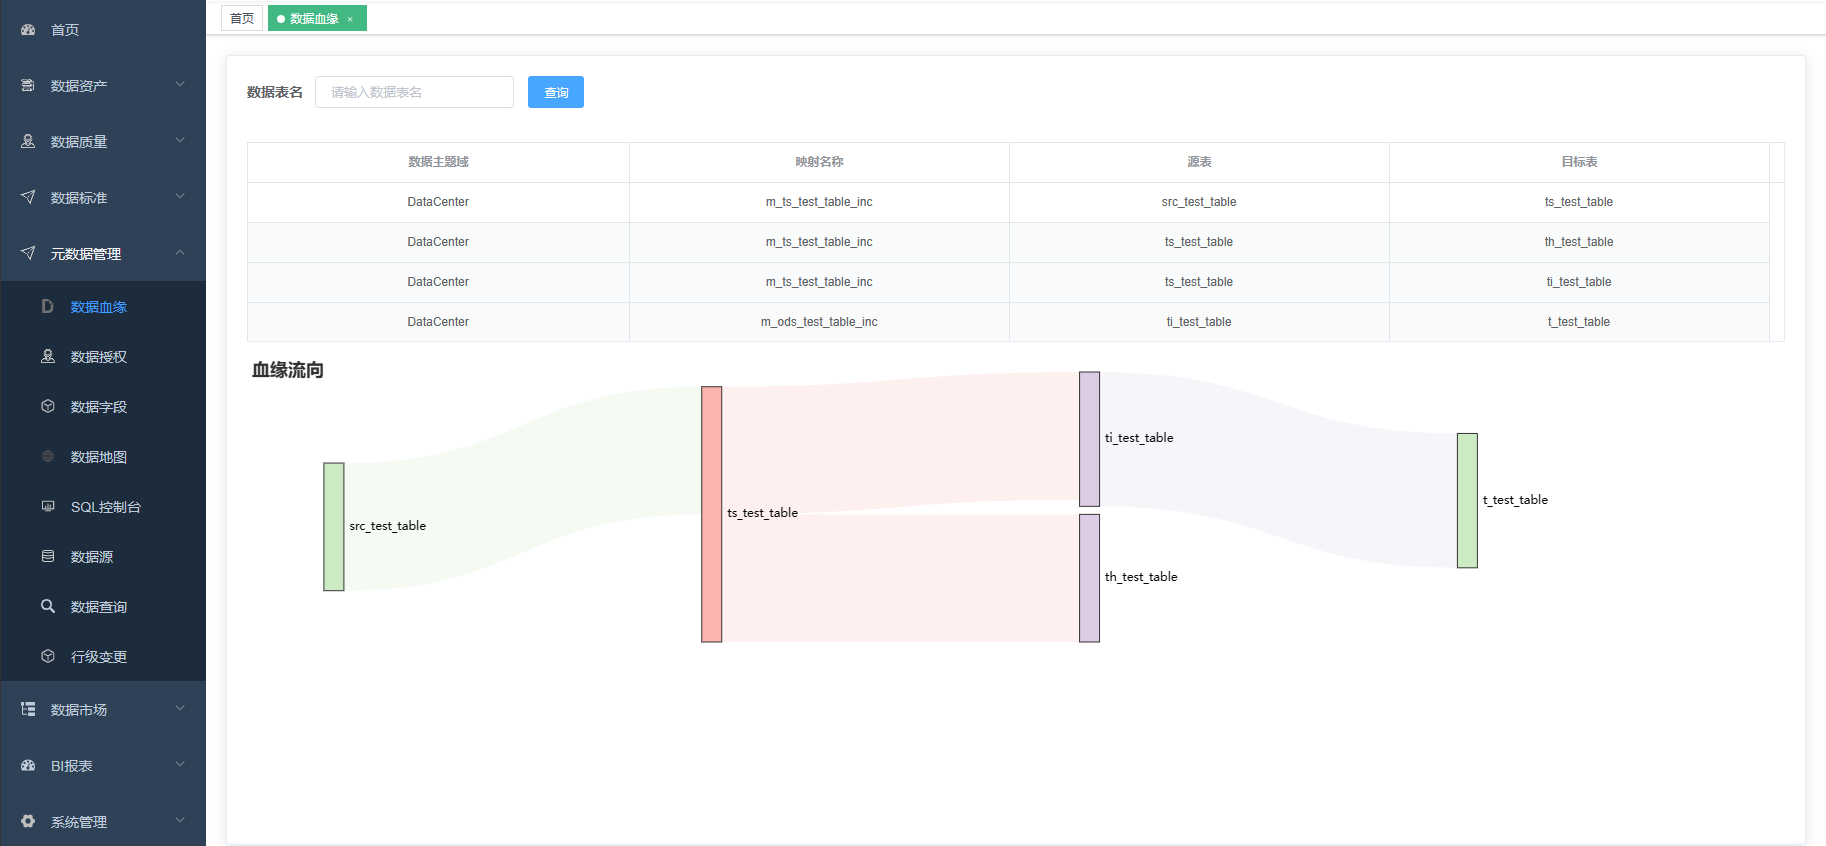 首页
数据资产
数据质量
数据标准
元数据管理
数据血缘
数据授权
数据字段
数据地图
SQL控制台
数据源
数据查询
行级变更
数据市场
BI报表
系统管理
首页 数据血缘 ×
数据表名 请输入数据表名 查询
数据主题域 映射名称 源表 目标表
DataCenter m_ts_test_table_inc src_test_table ts_test_table
DataCenter m_ts_test_table_inc ts_test_table th_test_table
DataCenter m_ts_test_table_inc ts_test_table ti_test_table
DataCenter m_ods_test_table_inc ti_test_table t_test_table
血缘流向
src_test_table
ts_test_table
ti_test_table
th_test_table
t_test_table